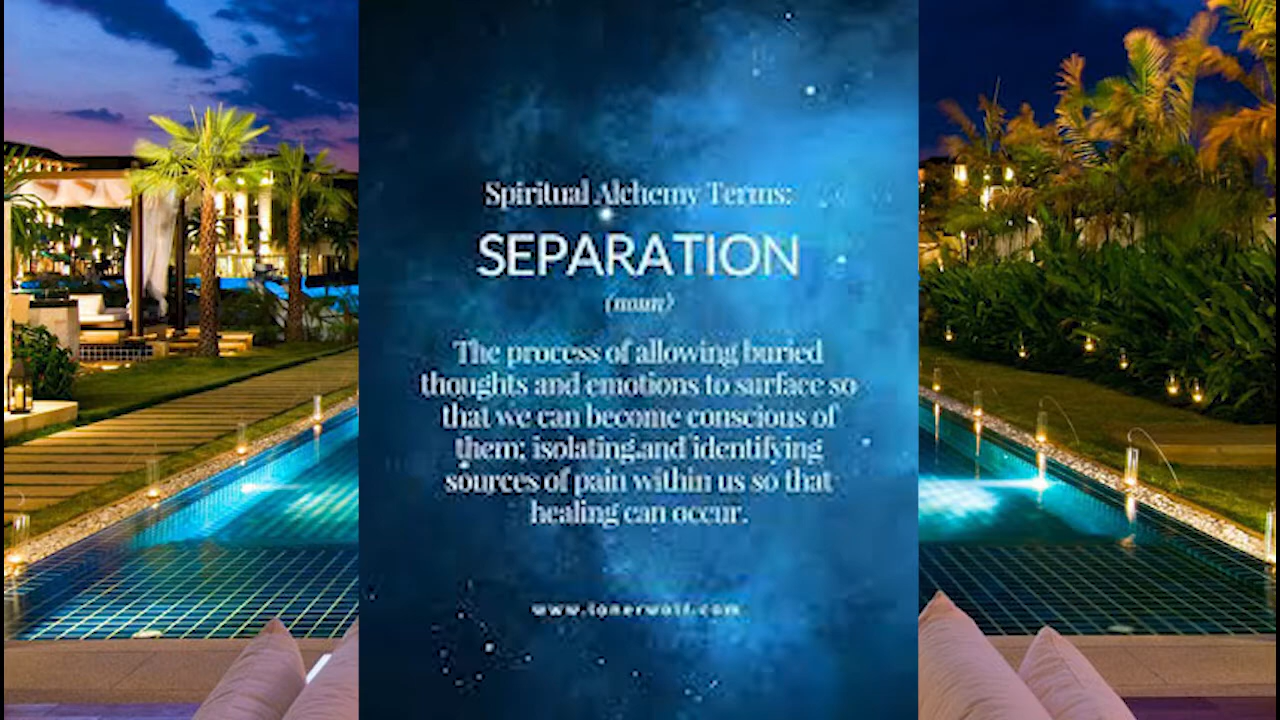 Spiritual Alchemy Terms:
SEPARATION
(noun)
The process of allowing buried
thoughts and emotions to surface so
that we can become conscious of
them; isolating and identifying
sources of pain within us so that
healing can occur.
www.lonerwolf.com